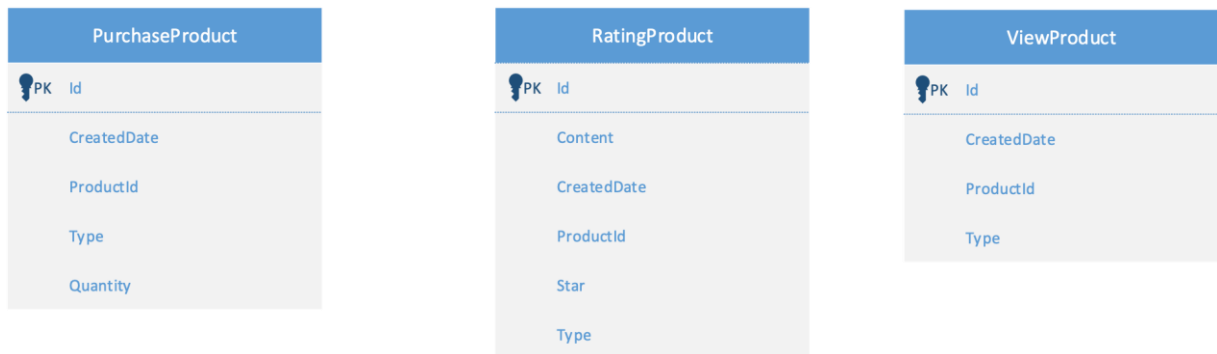 PurchaseProduct
PK Id
CreatedDate
ProductId
Type
Quantity
RatingProduct
PK Id
Content
CreatedDate
ProductId
Star
Type
ViewProduct
PK Id
CreatedDate
ProductId
Type